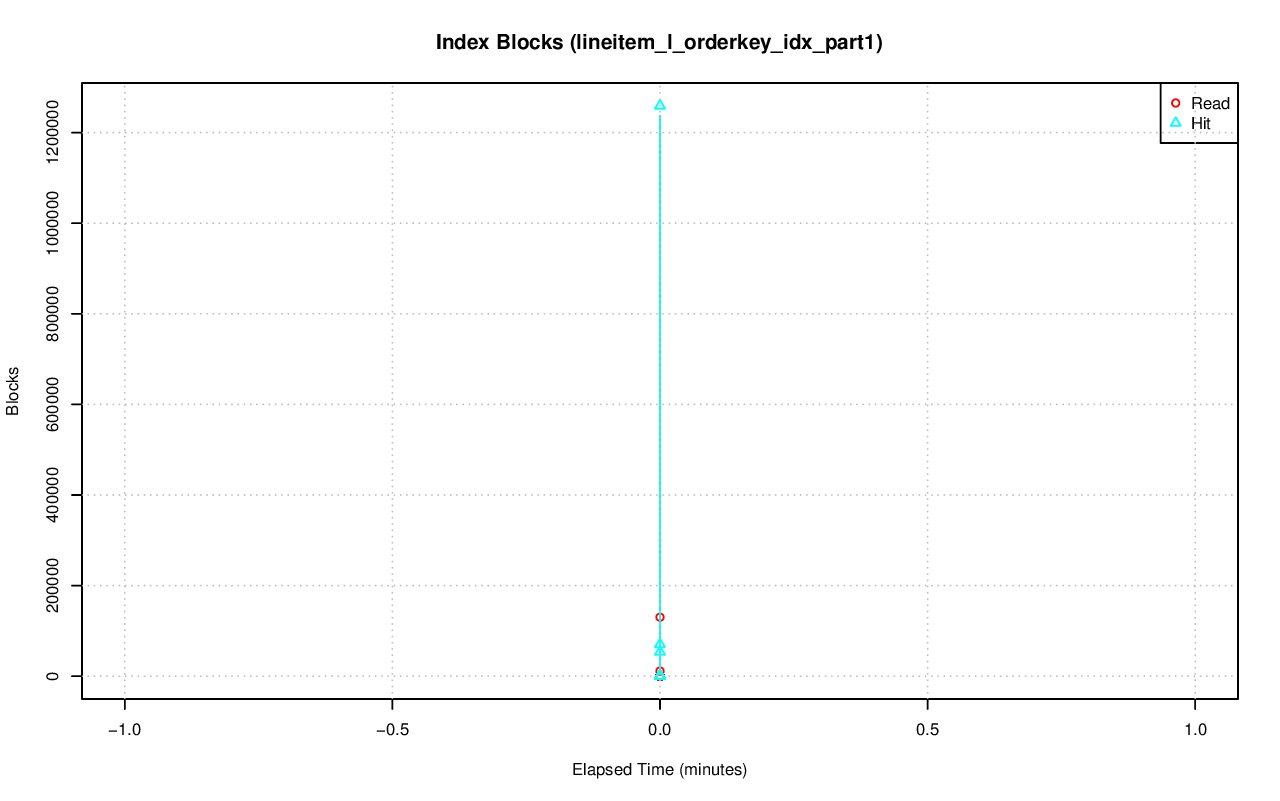 Index Blocks (lineitem_l_orderkey_idx_part1)
Read
Hit
Blocks
1200000
1000000
800000
600000
400000
200000
0
−1.0
−0.5
0.0
0.5
1.0
Elapsed Time (minutes)